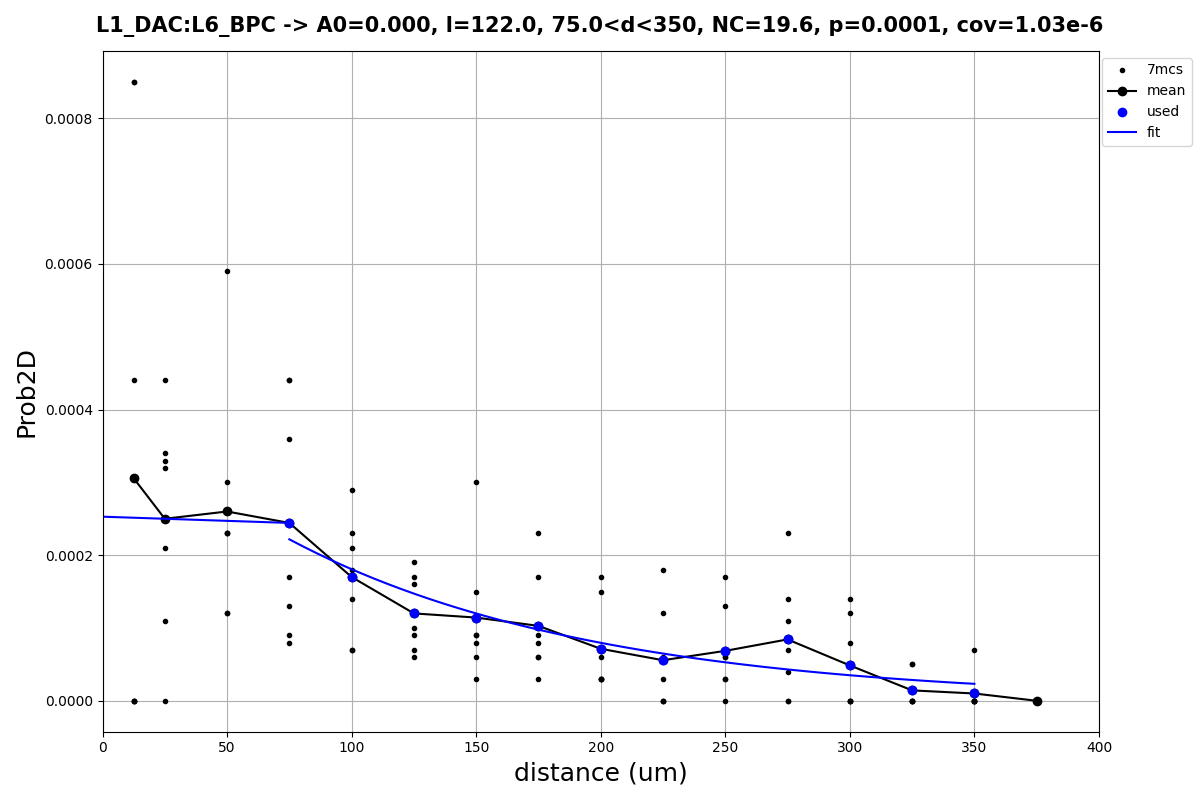 L1_DAC:L6_BPC -> A0=0.000, l=122.0, 75.0<d<350, NC=19.6, p=0.0001, cov=1.03e-6
7mcs
mean
used
fit
Prob2D
0.0008
0.0006
0.0004
0.0002
0.0000
0 50 100 150 200 250 300 350 400
distance (um)